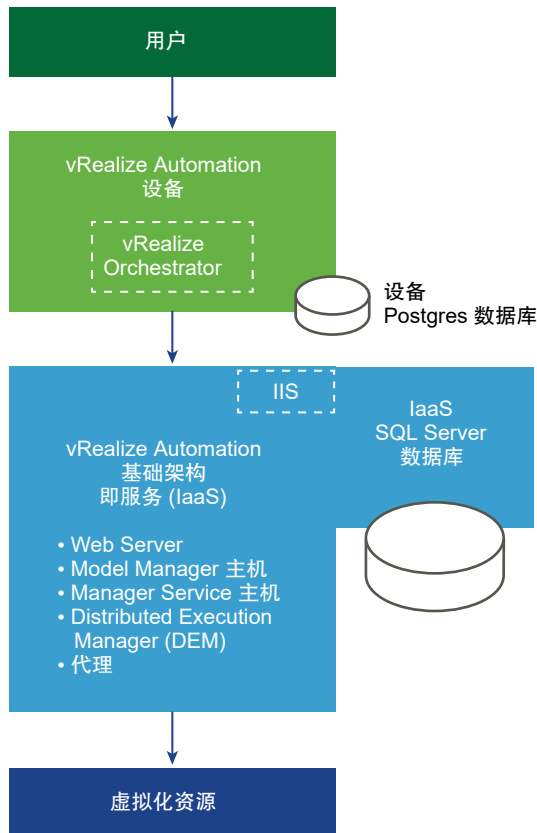 用户
vRealize Automation
设备
vRealize
Orchestrator
设备
Postgres 数据库
IIS
IaaS
SQL Server
数据库
vRealize Automation
基础架构
即服务 (IaaS)
• Web Server
• Model Manager 主机
• Manager Service 主机
• Distributed Execution
Manager (DEM)
• 代理
虚拟化资源